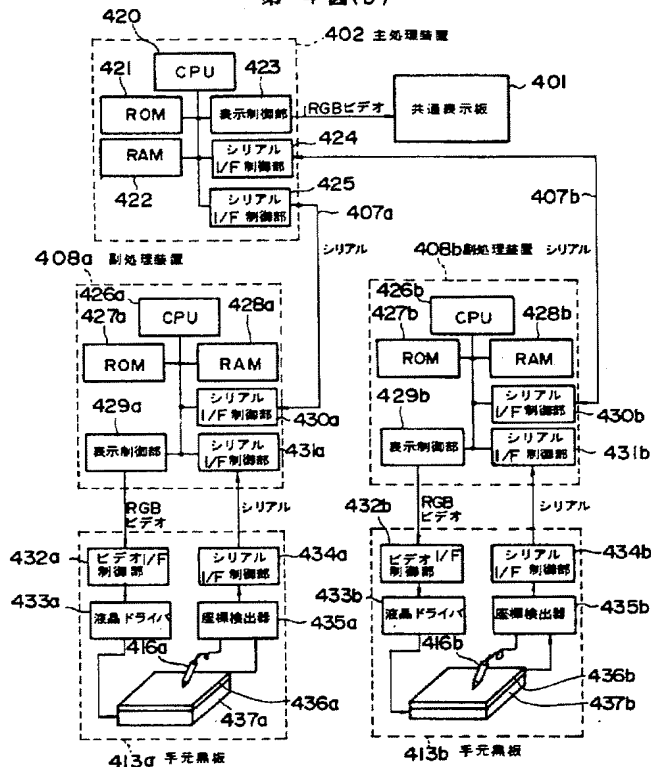 第 4 図(b)
420
402 主処理装置
CPU
421
423
401
ROM
表示制御部
RGBビデオ
共通表示板
424
RAM
シリアル
I/F 制御部
422
425
シリアル
I/F 制御部
407a
407b
シリアル
408a 副処理装置
426a
427a
428a
CPU
ROM
RAM
429a
シリアル
I/F 制御部
430a
表示制御部
シリアル
I/F 制御部
431a
RGB
ビデオ
シリアル
432a
ビデオ I/F
制御部
シリアル
I/F 制御部
434a
433a
液晶ドライバ
座標検出器
435a
416a
436a
437a
413a 手元黒板
408b 副処理装置 シリアル
426b
427b
428b
CPU
ROM
RAM
429b
シリアル
I/F 制御部
430b
表示制御部
シリアル
I/F 制御部
431b
RGB
ビデオ
シリアル
432b
ビデオ I/F
制御部
シリアル
I/F 制御部
434b
433b
液晶ドライバ
座標検出器
435b
416b
436b
437b
413b 手元黒板